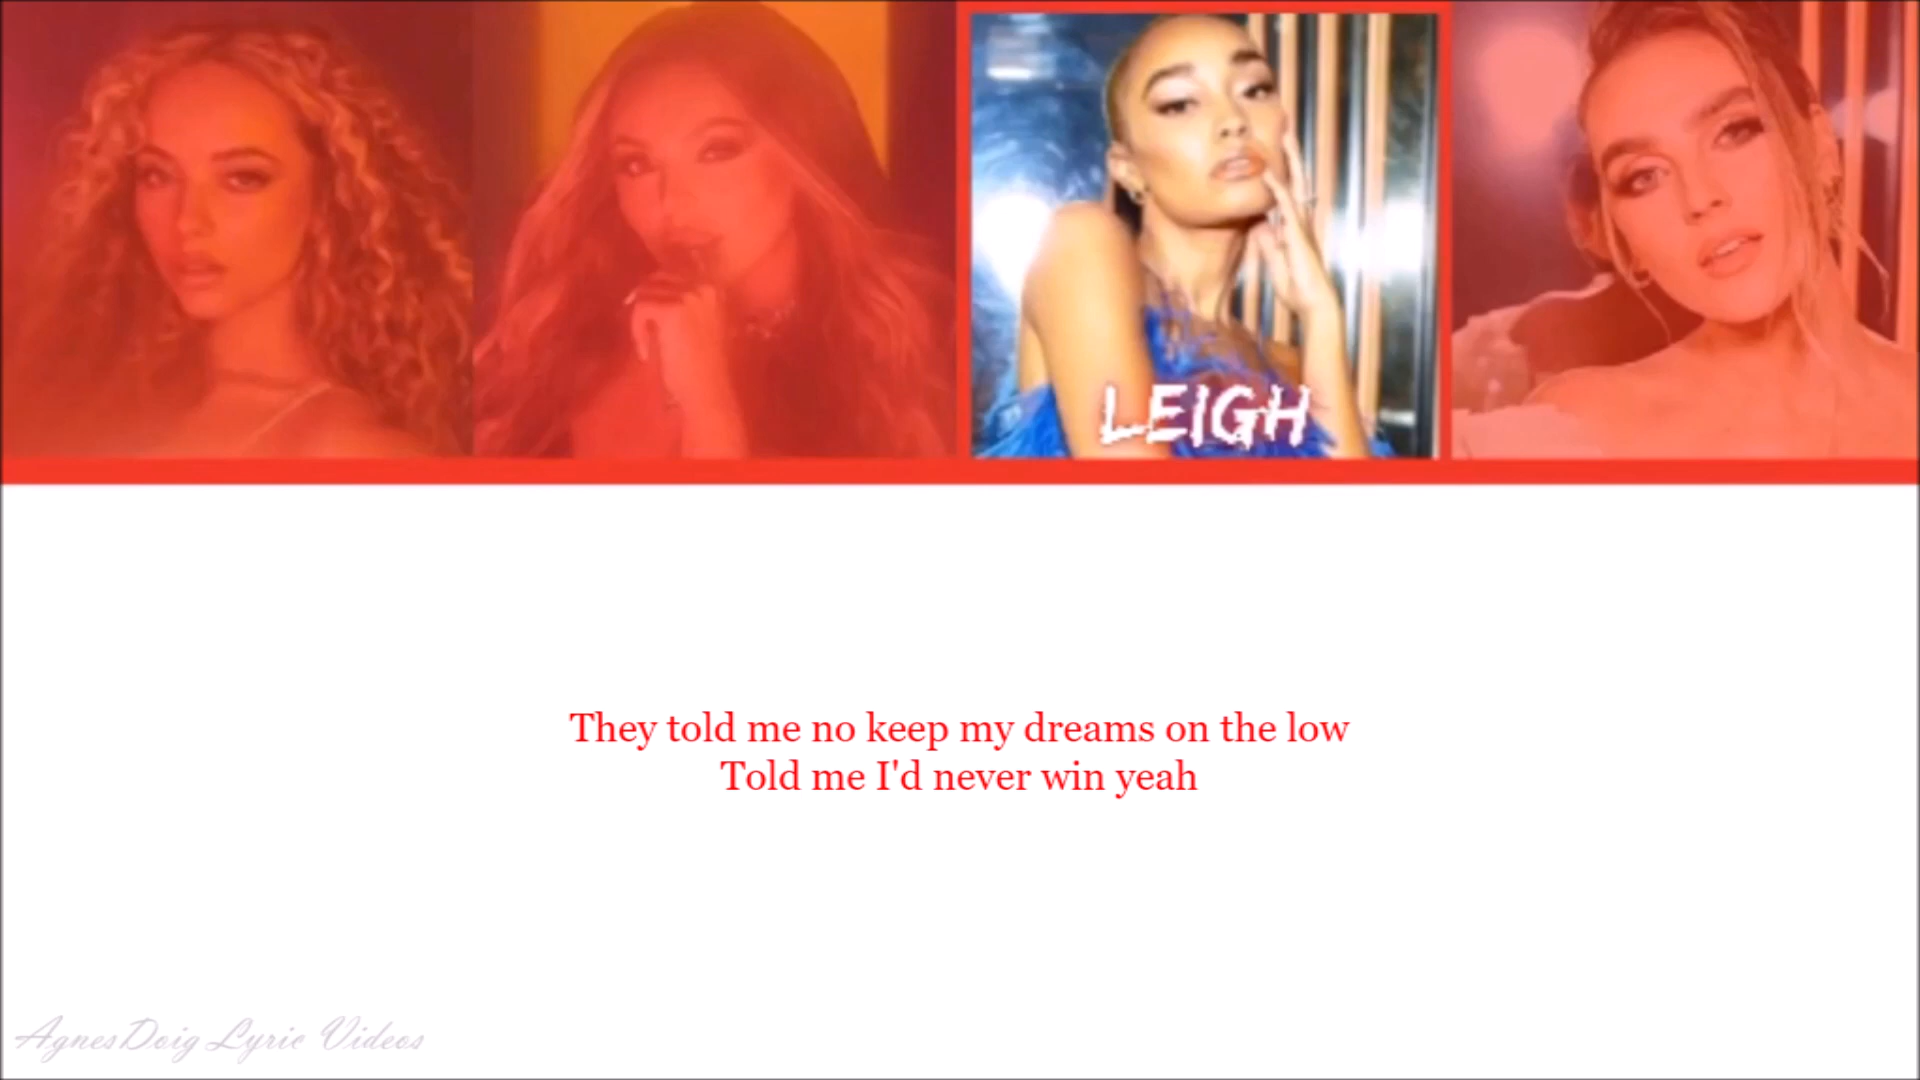 LEIGH
They told me no keep my dreams on the low
Told me I'd never win yeah
AgnesDoig Lyric Videos